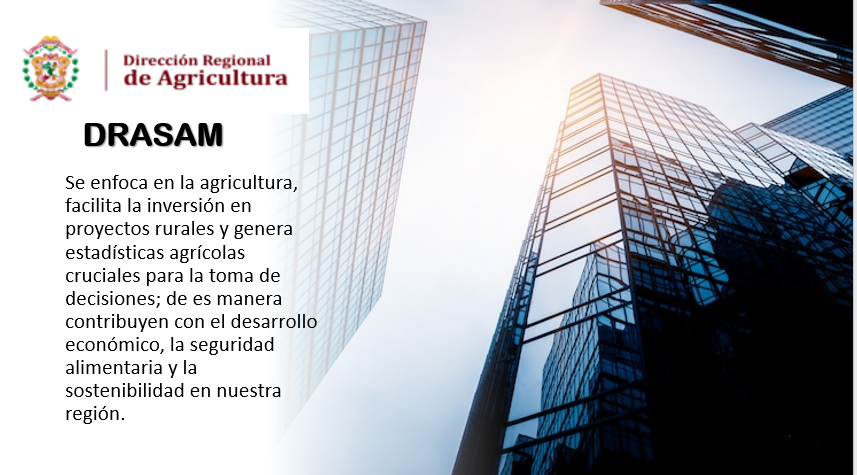 Dirección Regional
de Agricultura
DRASAM
Se enfoca en la agricultura,
facilita la inversión en
proyectos rurales y genera
estadísticas agrícolas
cruciales para la toma de
decisiones; de es manera
contribuyen con el desarrollo
económico, la seguridad
alimentaria y la
sostenibilidad en nuestra
región.